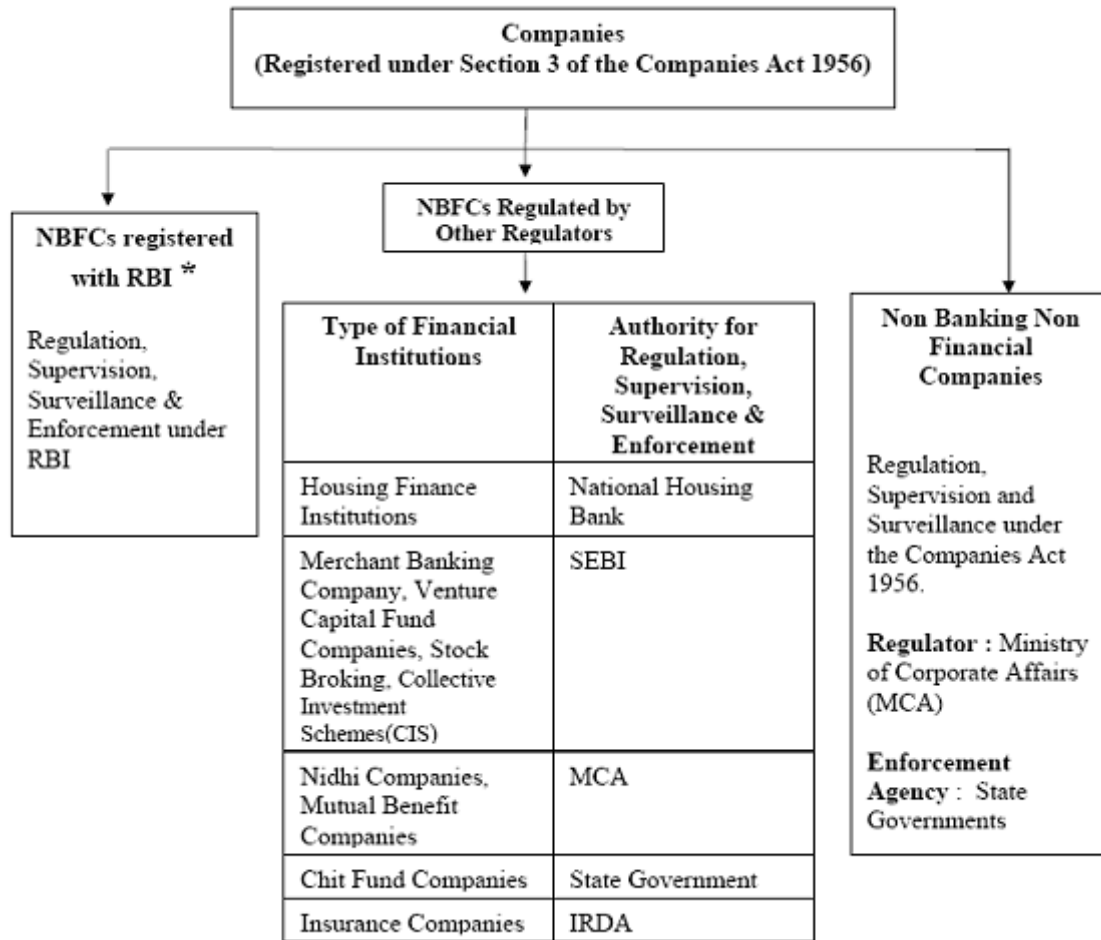 Companies
(Registered under Section 3 of the Companies Act 1956)
NBFCs registered
with RBI *
Regulation,
Supervision,
Surveillance &
Enforcement under
RBI
NBFCs Regulated by
Other Regulators
Type of Financial
Institutions
Authority for
Regulation,
Supervision,
Surveillance &
Enforcement
Housing Finance
Institutions
National Housing
Bank
Merchant Banking
Company, Venture
Capital Fund
Companies, Stock
Broking, Collective
Investment
Schemes(CIS)
SEBI
Nidhi Companies,
Mutual Benefit
Companies
MCA
Chit Fund Companies
State Government
Insurance Companies
IRDA
Non Banking Non
Financial
Companies
Regulation,
Supervision and
Surveillance under
the Companies Act
1956.
Regulator : Ministry
of Corporate Affairs
(MCA)
Enforcement
Agency : State
Governments